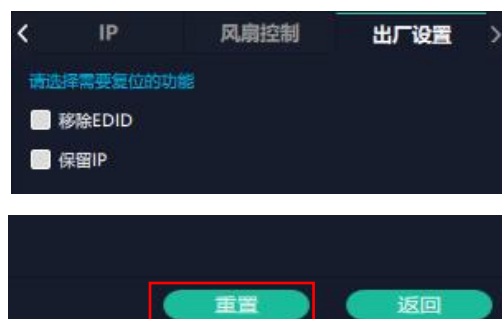 < IP 风扇控制 出厂设置 >
请选择需要复位的功能
移除EDID
保留IP
重置 返回